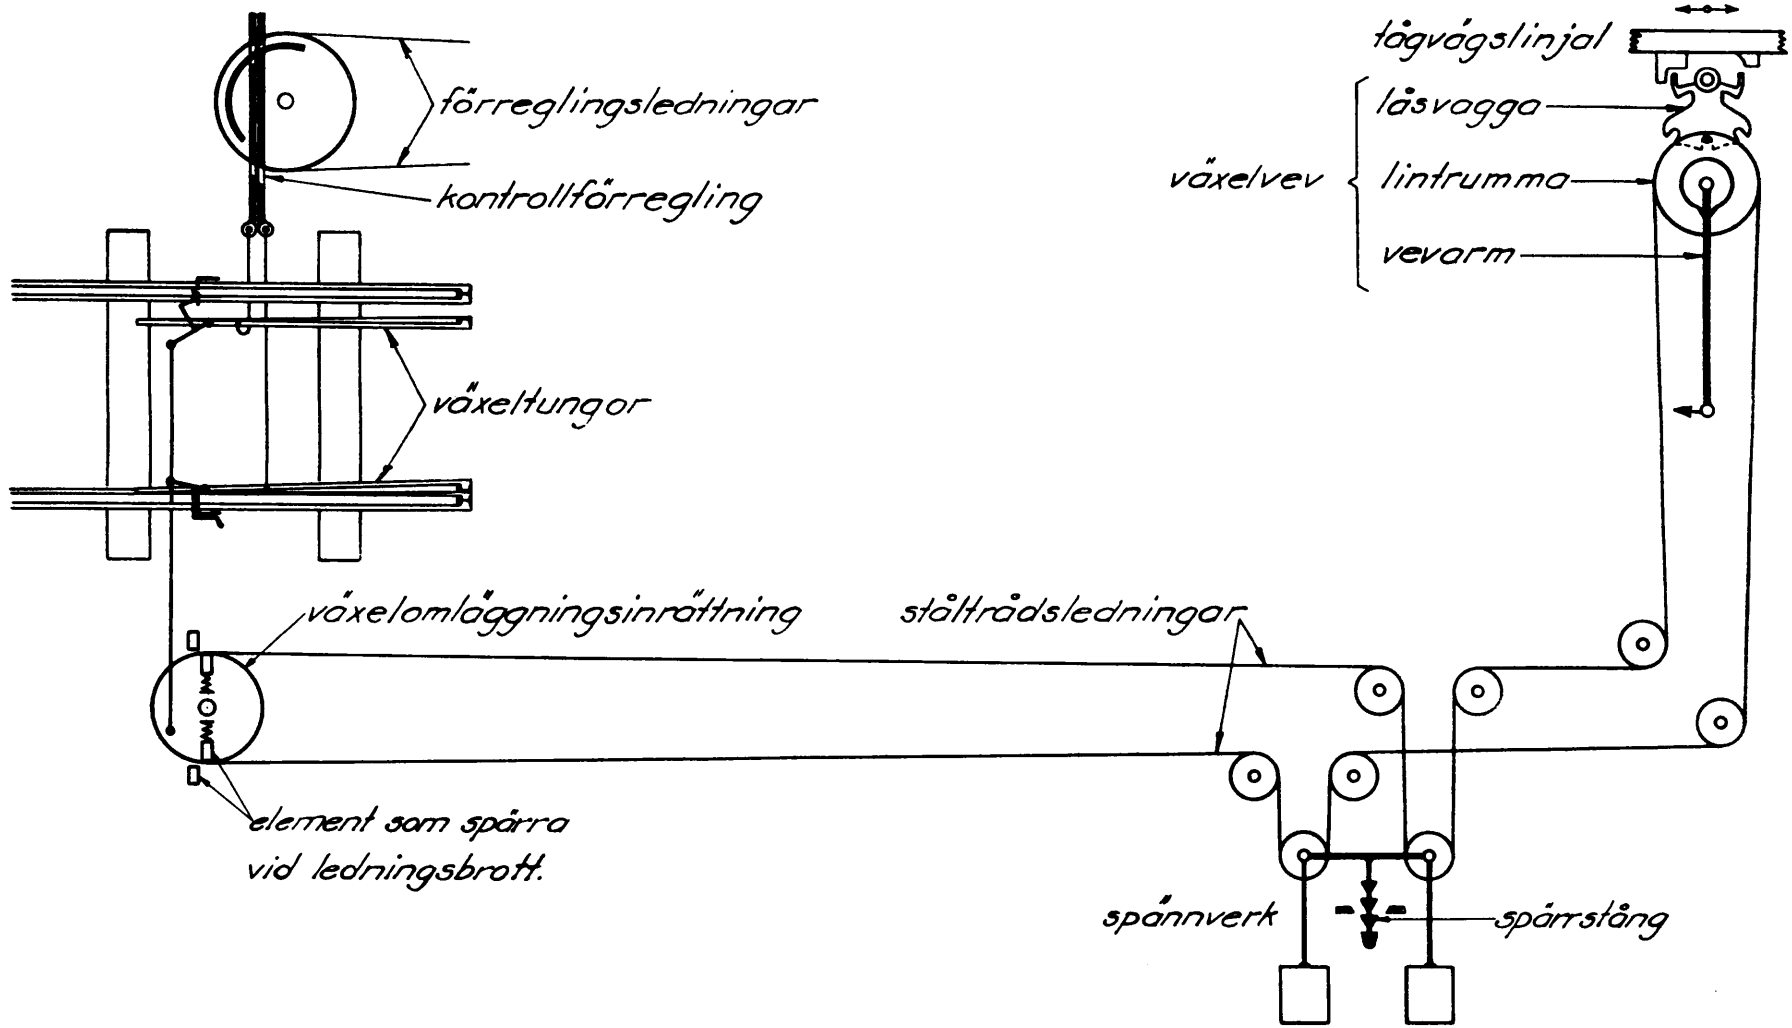 tågvägslinjal
förreglingsledningar
låsvagga
växelvev
lintrumma
kontrollförregling
vevarm
växeltungor
växelomläggningsinrättning
ståltrådsledningar
element som spärra
vid ledningsbrott.
spännverk
spärrstång